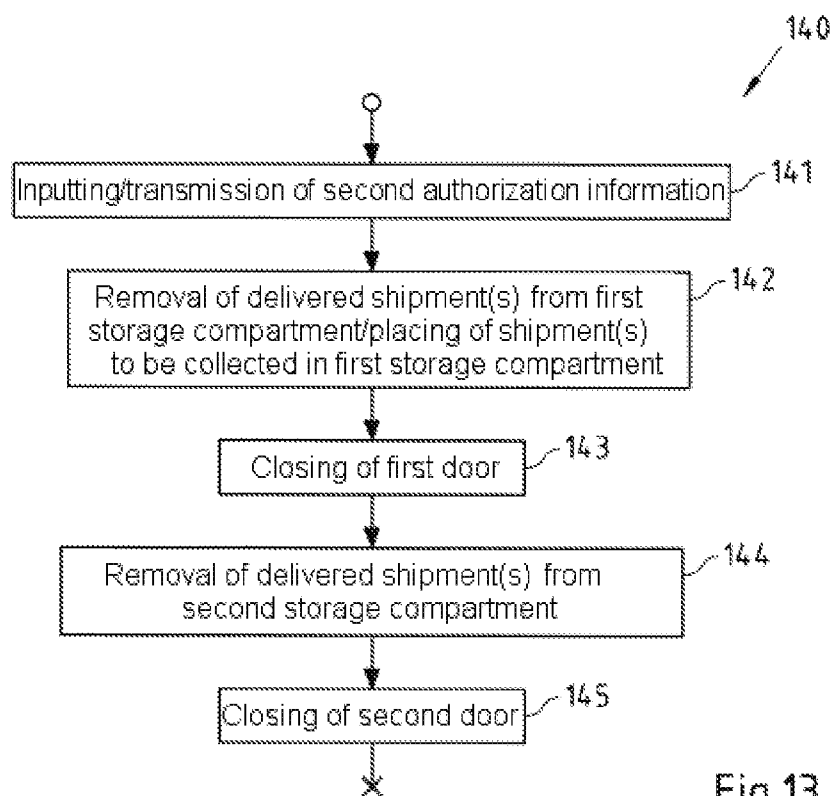 140
Inputting/transmission of second authorization information
141
Removal of delivered shipment(s) from first
storage compartment/placing of shipment(s)
to be collected in first storage compartment
142
Closing of first door
143
Removal of delivered shipment(s) from
second storage compartment
144
Closing of second door
145
Fig.13